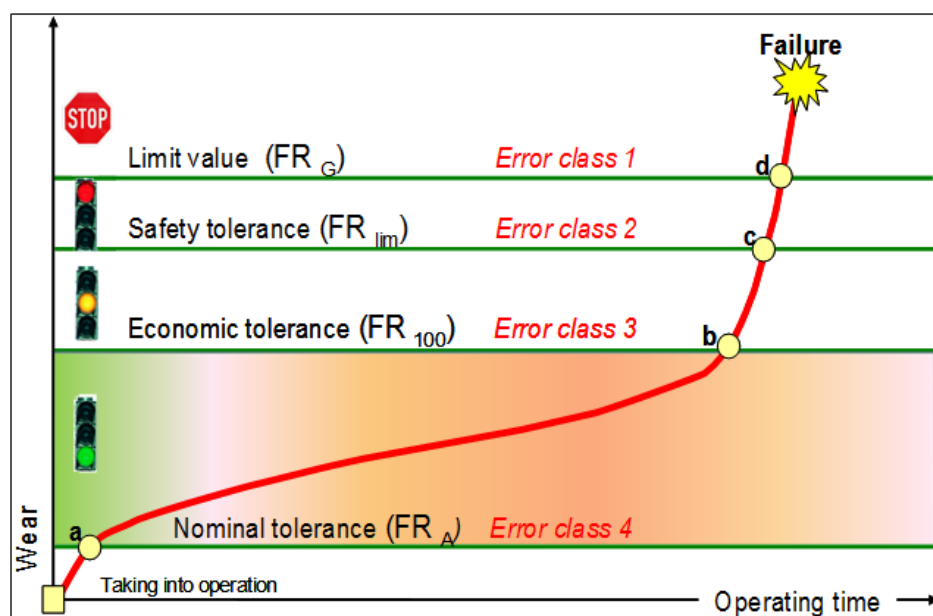 Failure
STOP
Limit value (FR G) Error class 1
d
Safety tolerance (FR lim) Error class 2
c
Economic tolerance (FR 100) Error class 3
b
a
Nominal tolerance (FR A) Error class 4
Wear
Taking into operation
Operating time